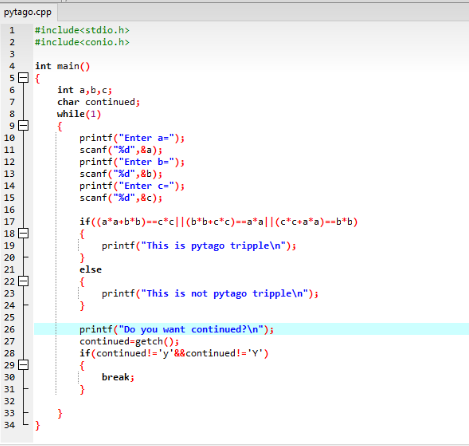 pytago.cpp
1 #include<stdio.h>
2 #include<conio.h>
3
4 int main()
5 {
6 int a,b,c;
7 char continued;
8 while(1)
9 {
10 printf("Enter a=");
11 scanf("%d",&a);
12 printf("Enter b=");
13 scanf("%d",&b);
14 printf("Enter c=");
15 scanf("%d",&c);
16
17 if((a*a+b*b)==c*c||(b*b+c*c)==a*a||(c*c+a*a)==b*b)
18 {
19 printf("This is pytago tripple\n");
20 }
21 else
22 {
23 printf("This is not pytago tripple\n");
24 }
25
26 printf("Do you want continued?\n");
27 continued=getch();
28 if(continued!='y'&&continued!='Y')
29 {
30 break;
31 }
32
33 }
34 }